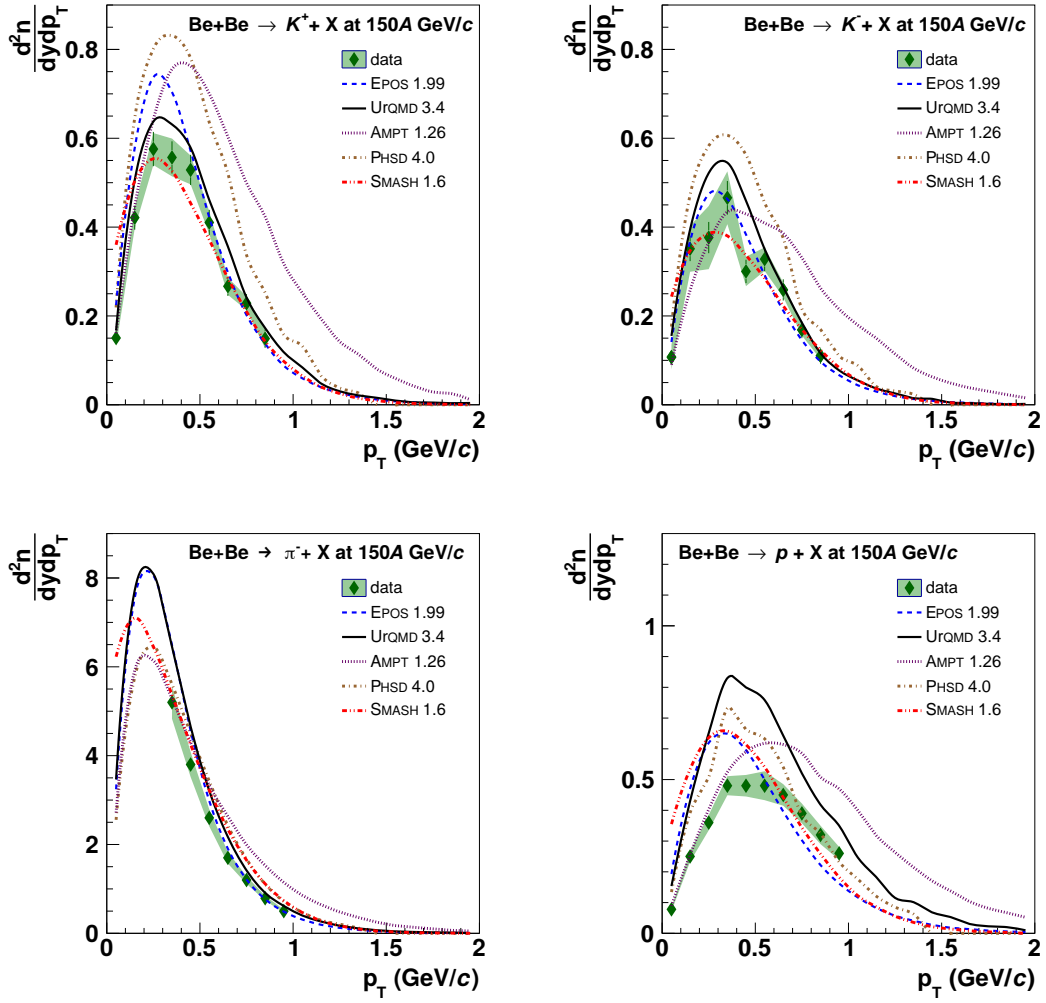 Be+Be → K⁺+ X at 150A GeV/c
d²n
dydp_T
data
EPOS 1.99
URQMD 3.4
AMPT 1.26
PHSD 4.0
SMASH 1.6
0.8
0.6
0.4
0.2
0
0 0.5 1 1.5 2
p_T (GeV/c)
Be+Be → K⁻+ X at 150A GeV/c
d²n
dydp_T
data
EPOS 1.99
URQMD 3.4
AMPT 1.26
PHSD 4.0
SMASH 1.6
0.8
0.6
0.4
0.2
0
0 0.5 1 1.5 2
p_T (GeV/c)
Be+Be → π⁻+ X at 150A GeV/c
d²n
dydp_T
data
EPOS 1.99
URQMD 3.4
AMPT 1.26
PHSD 4.0
SMASH 1.6
8
6
4
2
0
0 0.5 1 1.5 2
p_T (GeV/c)
Be+Be → p + X at 150A GeV/c
d²n
dydp_T
data
EPOS 1.99
URQMD 3.4
AMPT 1.26
PHSD 4.0
SMASH 1.6
1
0.5
0
0 0.5 1 1.5 2
p_T (GeV/c)